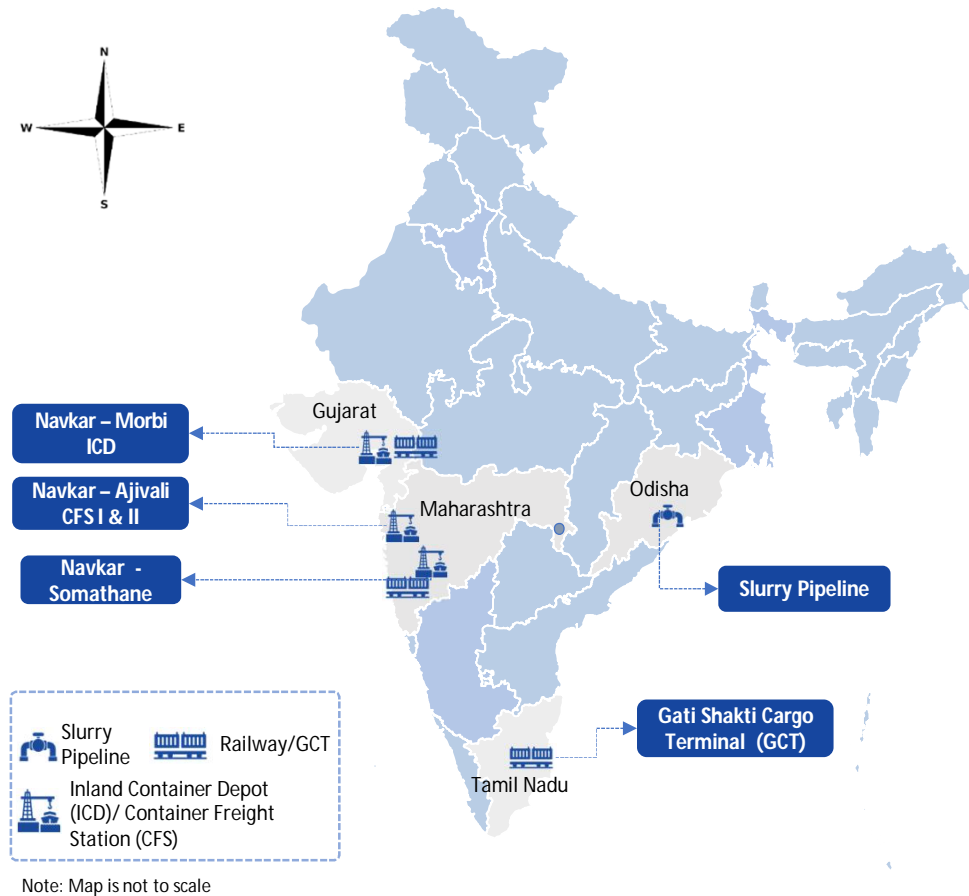 N
W
E
S
Gujarat
Navkar – Morbi
ICD
Navkar – Ajivali
CFS I & II
Maharashtra
Odisha
Navkar -
Somathane
Slurry Pipeline
Gati Shakti Cargo
Terminal (GCT)
Tamil Nadu
Slurry
Pipeline
Railway/GCT
Inland Container Depot
(ICD)/ Container Freight
Station (CFS)
Note: Map is not to scale